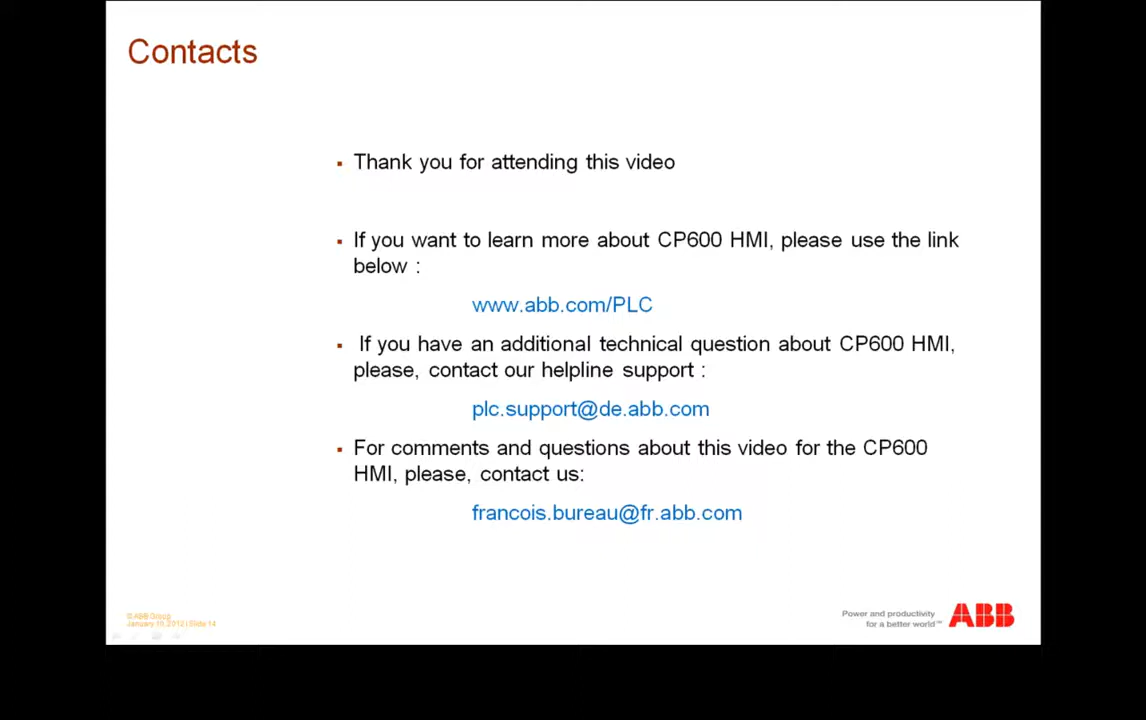 Contacts
▪ Thank you for attending this video
▪ If you want to learn more about CP600 HMI, please use the link
below :
www.abb.com/PLC
▪ If you have an additional technical question about CP600 HMI,
please, contact our helpline support :
plc.support@de.abb.com
▪ For comments and questions about this video for the CP600
HMI, please, contact us:
francois.bureau@fr.abb.com
© ABB Group
January 10, 2012 | Slide 14
Power and productivity
for a better world™
ABB